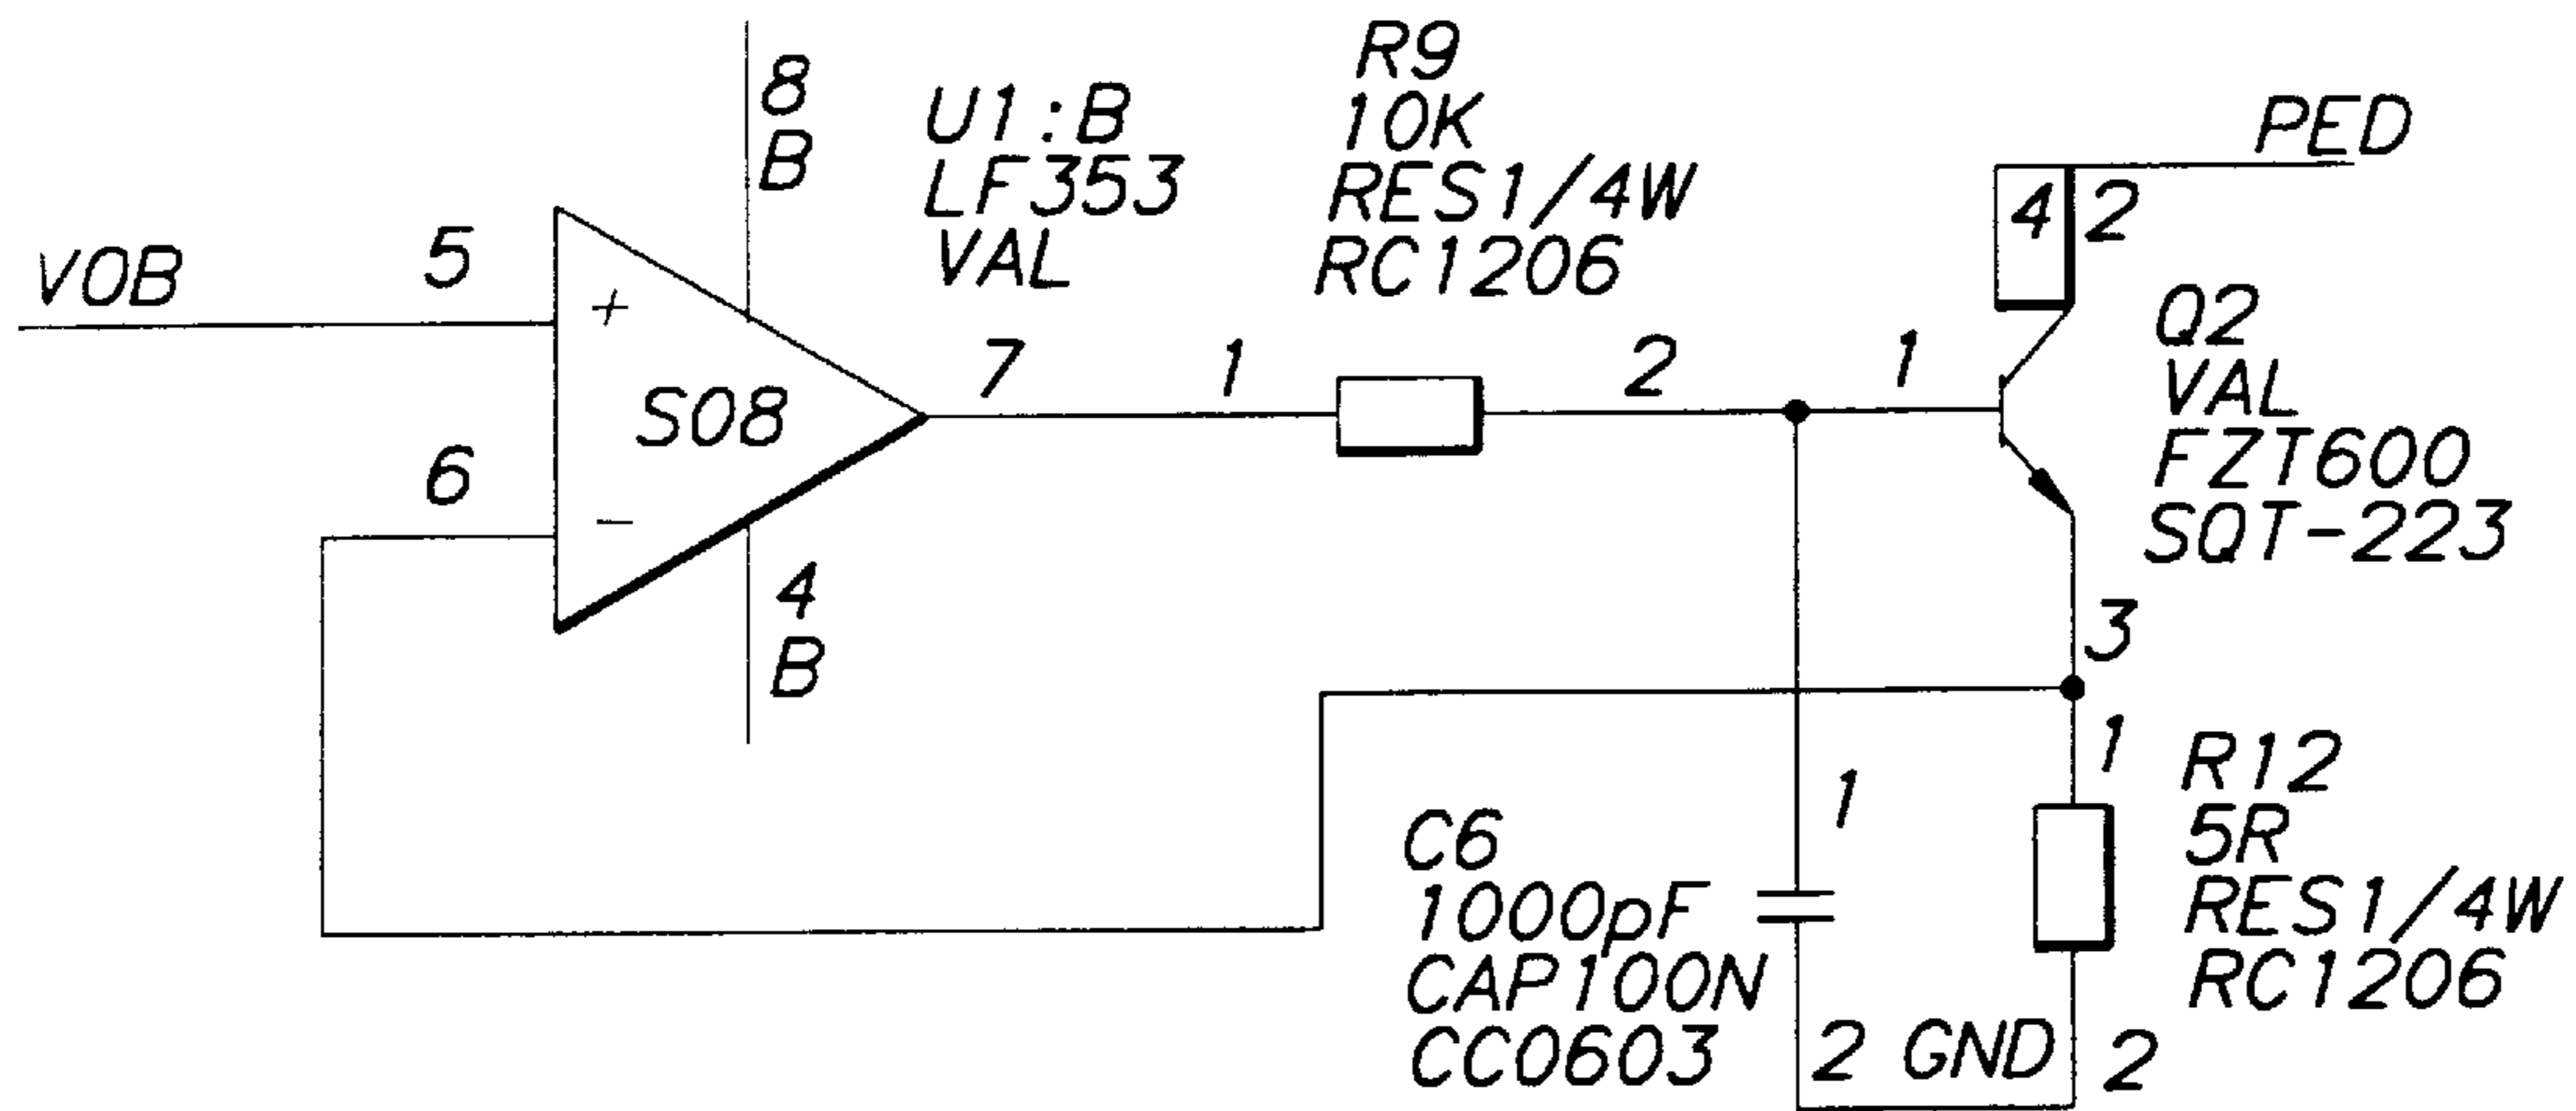 VOB
5
6
+
-
S08
8
B
4
B
U1:B
LF353
VAL
7
R9
10K
RES1/4W
RC1206
1
2
1
PED
4
2
Q2
VAL
FZT600
SQT-223
3
1
R12
5R
RES1/4W
RC1206
2
C6
1000pF
CAP100N
CC0603
1
2
GND